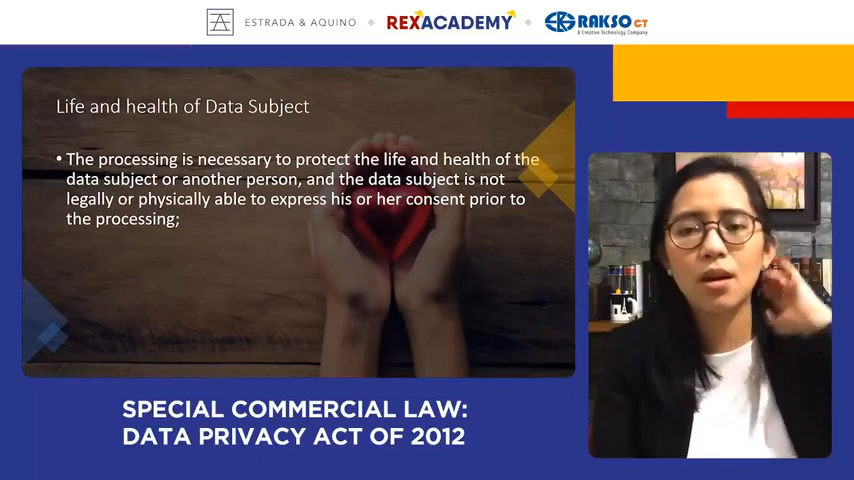 ESTRADA & AQUINO
REXACADEMY
RAKSO CT
A Creative Technology Company
Life and health of Data Subject
• The processing is necessary to protect the life and health of the
data subject or another person, and the data subject is not
legally or physically able to express his or her consent prior to
the processing;
SPECIAL COMMERCIAL LAW:
DATA PRIVACY ACT OF 2012